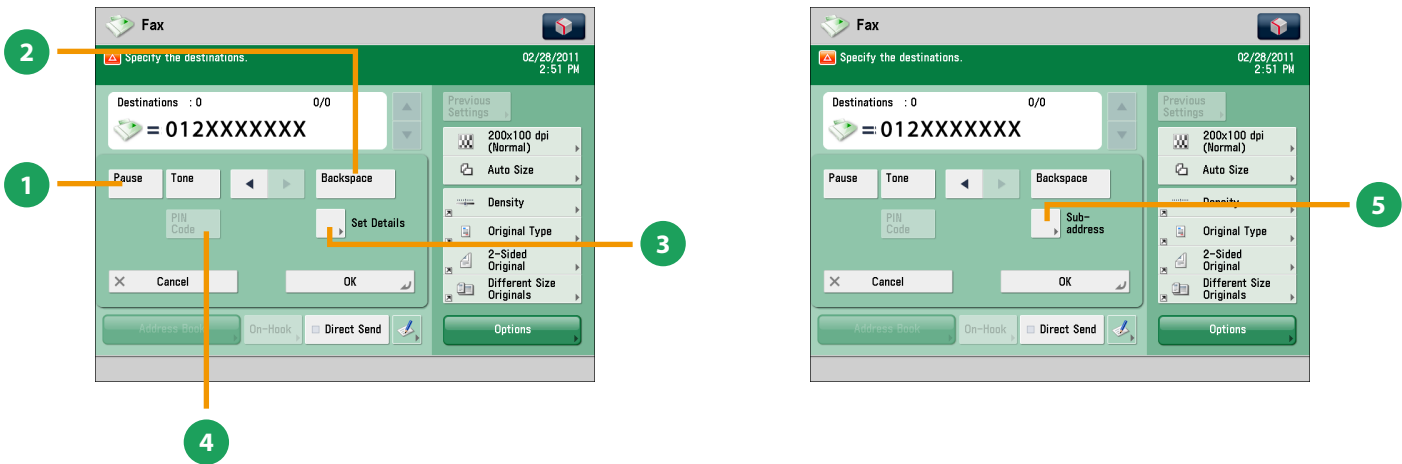 Fax
Specify the destinations.
02/28/2011
2:51 PM
Destinations : 0
0/0
= 012XXXXXXX
Previous
Settings
200x100 dpi
(Normal)
Auto Size
Pause
Tone
Backspace
Density
PIN
Code
Set Details
Original Type
2-Sided
Original
Cancel
OK
Different Size
Originals
Address Book
On-Hook
Direct Send
Options
1
2
3
4
Fax
Specify the destinations.
02/28/2011
2:51 PM
Destinations : 0
0/0
= 012XXXXXXX
Previous
Settings
200x100 dpi
(Normal)
Auto Size
Pause
Tone
Backspace
Density
PIN
Code
Sub-
address
Original Type
2-Sided
Original
Cancel
OK
Different Size
Originals
Address Book
On-Hook
Direct Send
Options
5